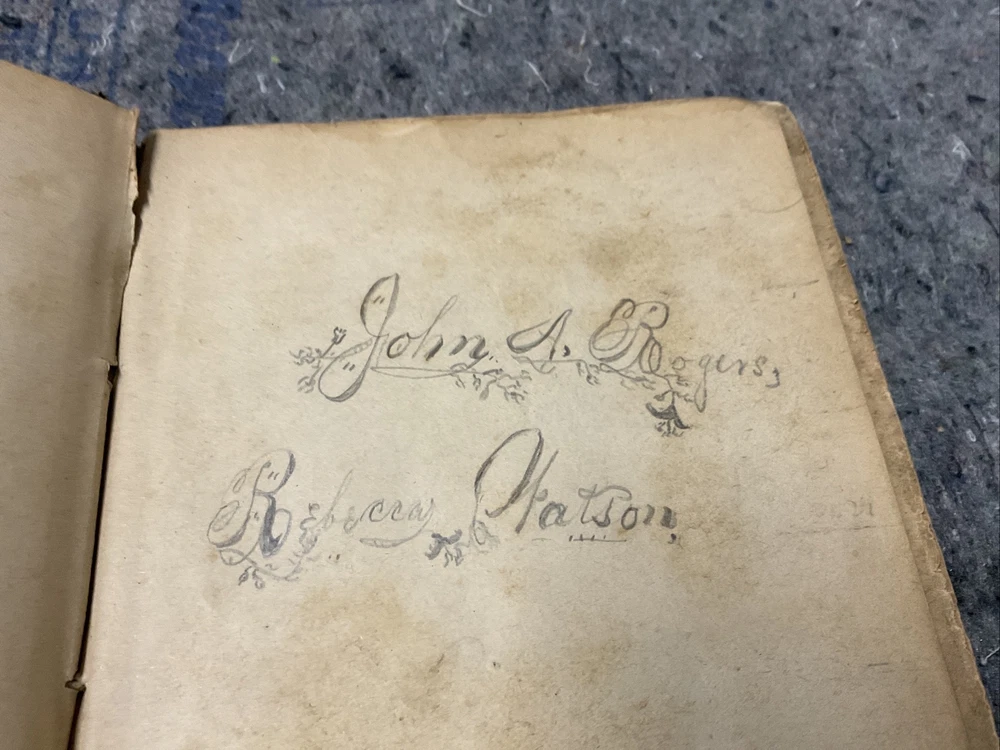 John A. Rogers,
Rebecca Watson,